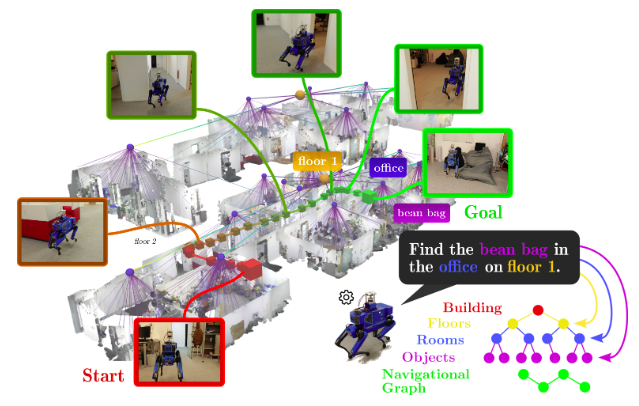 floor 1
office
bean bag
Goal
floor 2
Start
Find the bean bag in
the office on floor 1.
Building
Floors
Rooms
Objects
Navigational
Graph